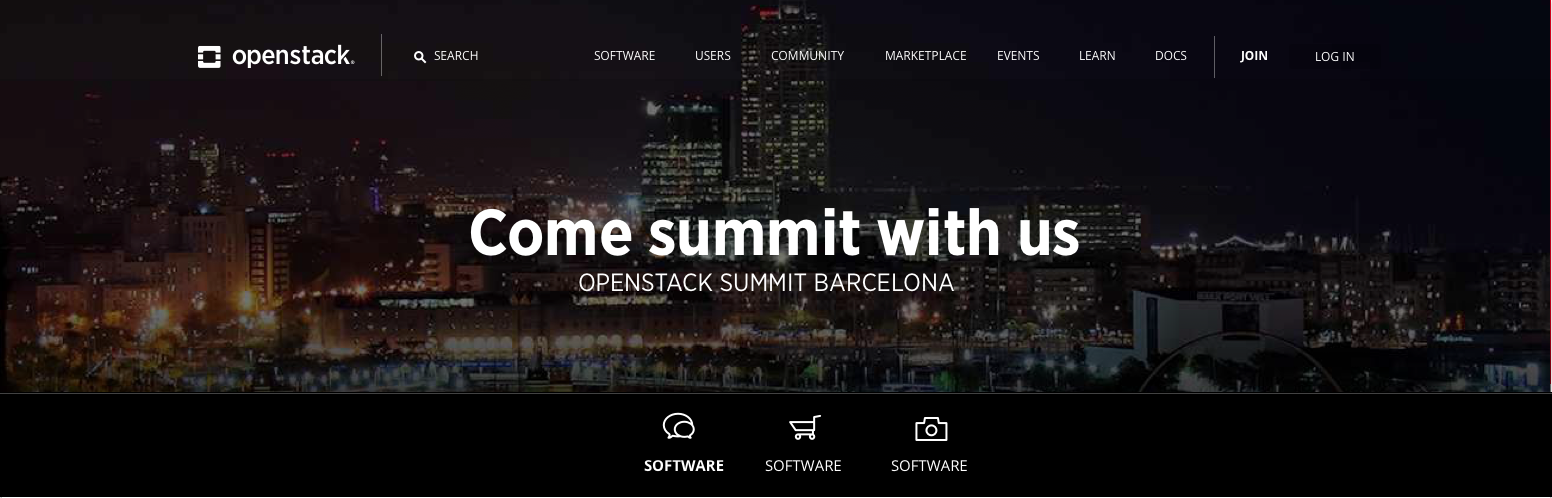 openstack.
SEARCH
SOFTWARE USERS COMMUNITY MARKETPLACE EVENTS LEARN DOCS
JOIN
LOG IN
Come summit with us
OPENSTACK SUMMIT BARCELONA
SOFTWARE SOFTWARE SOFTWARE